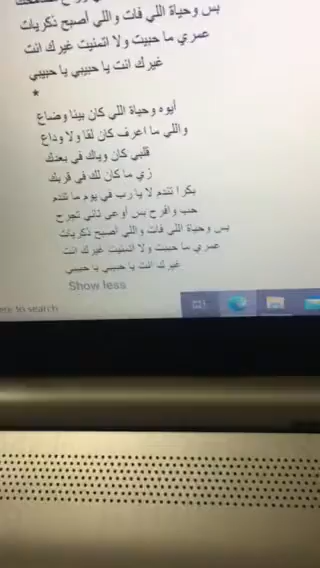 بس وحياة اللي فات واللي أصبح ذكريات
عمري ما حبيت ولا اتمنيت غيرك انت
غيرك انت يا حبيبي يا حبيبي
*
أيوه وحياة اللي كان بينا وضاع
واللي ما اعرف كان لقا ولا وداع
قلبي كان وياك في بعدك
زي ما كان لك في قربك
بكرا تندم لا يا رب في يوم ما تندم
حب وافرح بس أوعى تاني تجرح
بس وحياة اللي فات واللي أصبح ذكريات
عمري ما حبيت ولا اتمنيت غيرك انت
غيرك انت يا حبيبي يا حبيبي
Show less
to search